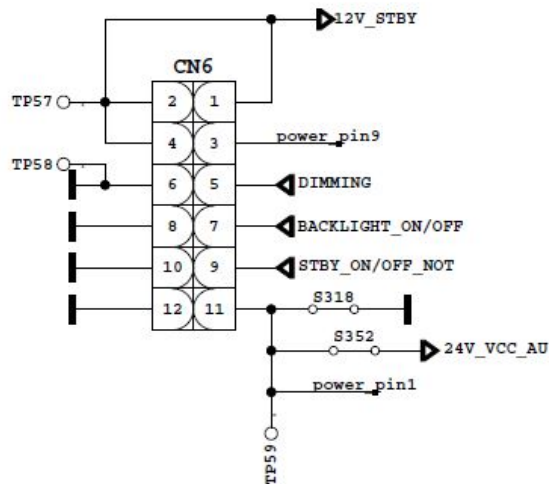 12V_STBY
CN6
TP57
2 1
4 3
power_pin9
TP58
6 5
DIMMING
8 7
BACKLIGHT_ON/OFF
10 9
STBY_ON/OFF_NOT
12 11
S318
S352
24V_VCC_AU
power_pin1
TP59